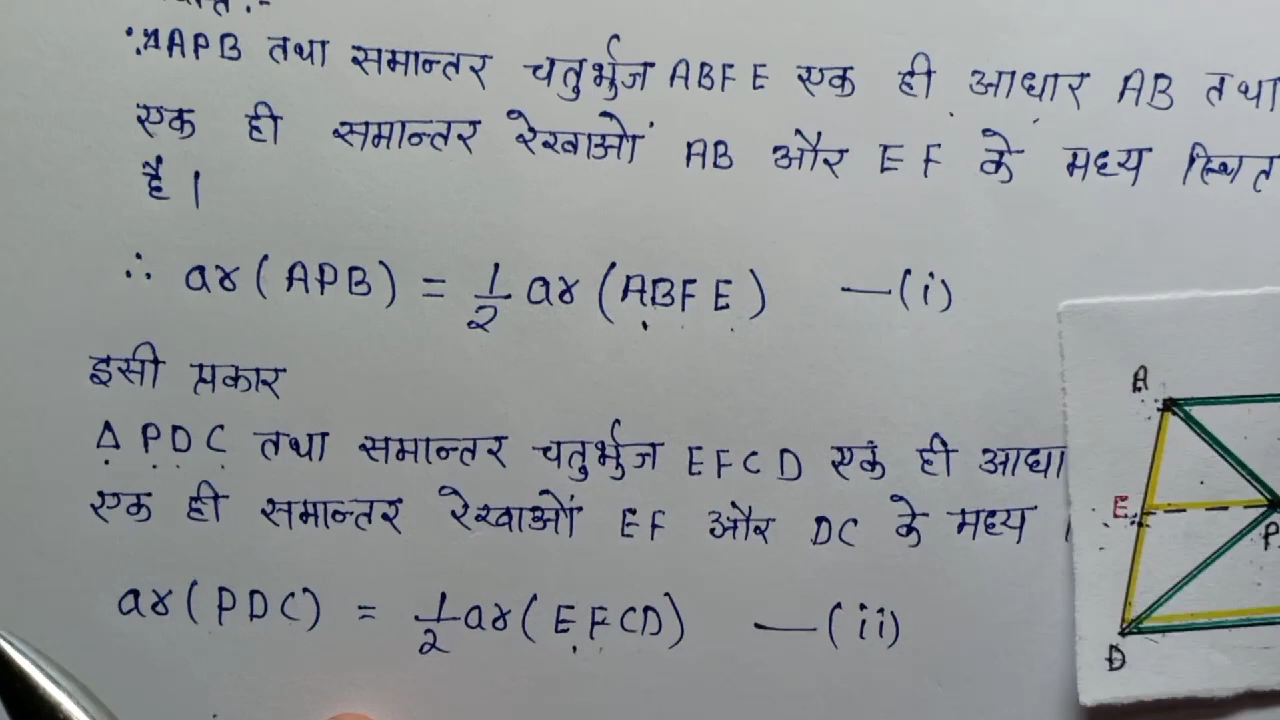 ∵ΔAPB तथा समान्तर चतुर्भुज ABFE एक ही आधार AB तथा
एक ही समान्तर रेखाओं AB और EF के मध्य स्थित
है।
∴ ar(APB) = 1/2 ar(ABFE) —(i)
इसी प्रकार
Δ PDC तथा समान्तर चतुर्भुज EFCD एक ही
एक ही समान्तर रेखाओं EF और DC के मध्य
ar(PDC) = 1/2 ar(EFCD) —(ii)
A
E
P
D